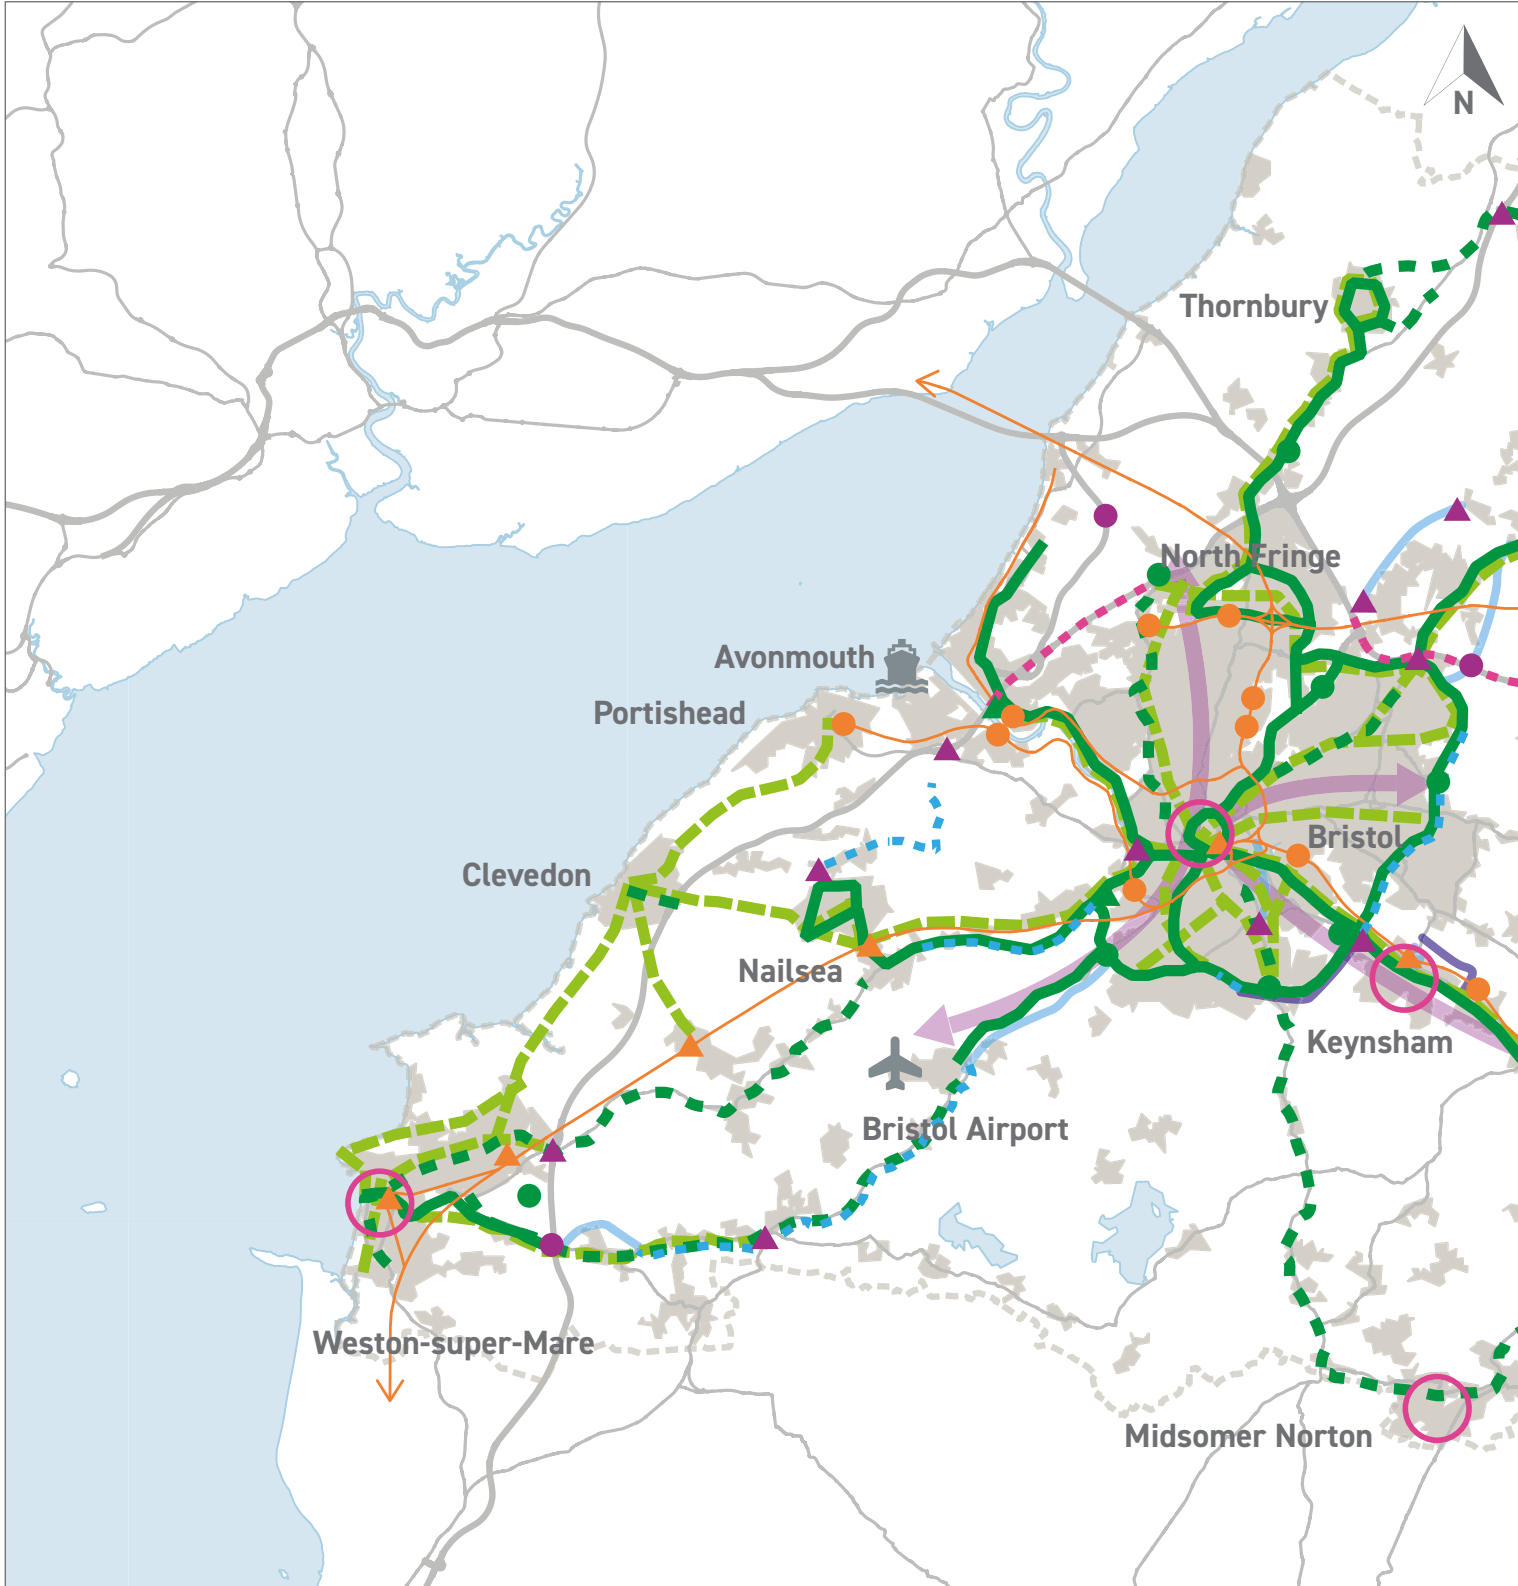 N
Thornbury
North Fringe
Avonmouth
Portishead
Bristol
Clevedon
Nailsea
Keynsham
Bristol Airport
Weston-super-Mare
Midsomer Norton